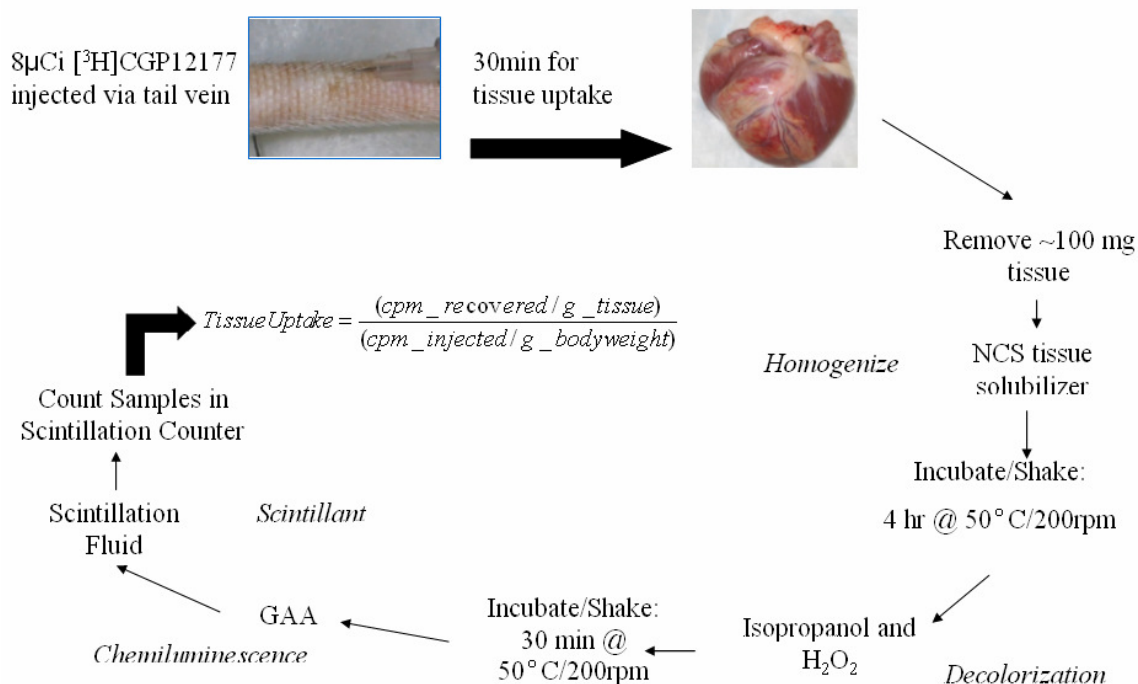 8µCi [³H]CGP12177
injected via tail vein
30min for
tissue uptake
Remove ~100 mg
tissue
NCS tissue
solubilizer
Homogenize
Incubate/Shake:
4 hr @ 50°C/200rpm
Isopropanol and
H₂O₂
Decolorization
Incubate/Shake:
30 min @
50°C/200rpm
GAA
Chemiluminescence
Scintillation
Fluid
Scintillant
Count Samples in
Scintillation Counter
TissueUptake = (cpm_recovered/g_tissue)
(cpm_injected/g_bodyweight)